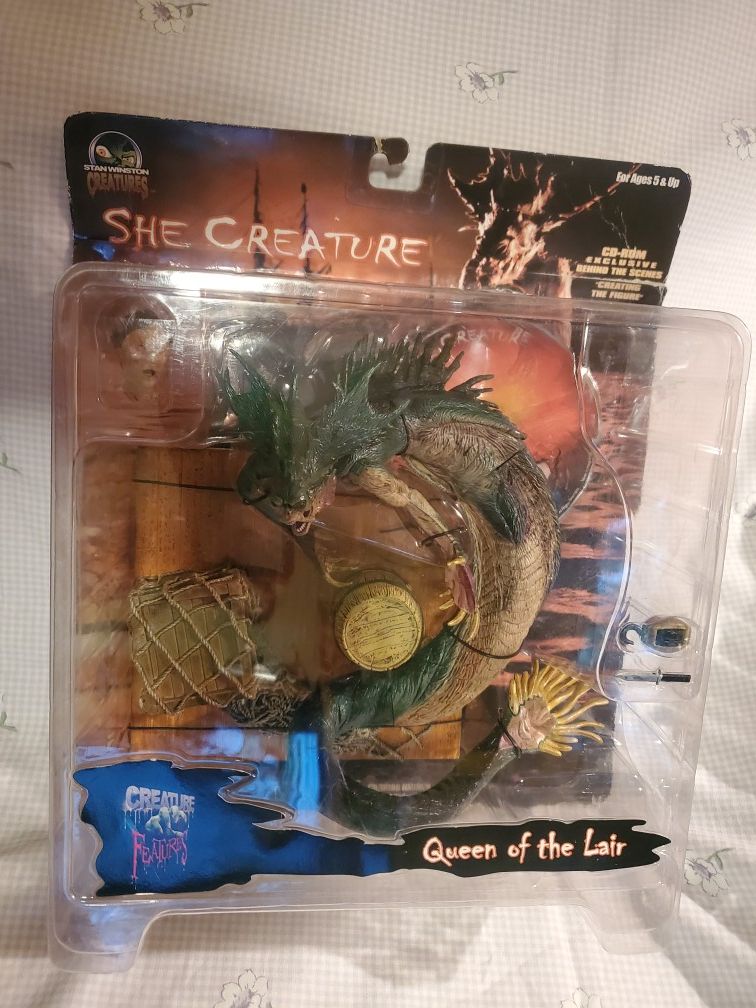 STAN WINSTON
CREATURES
SHE CREATURE
For Ages 5 & Up
CD-ROM
EXCLUSIVE
BEHIND THE SCENES
"CREATING
THE FIGURE"
CREATURE
CREATURE
FEATURES
Queen of the Lair